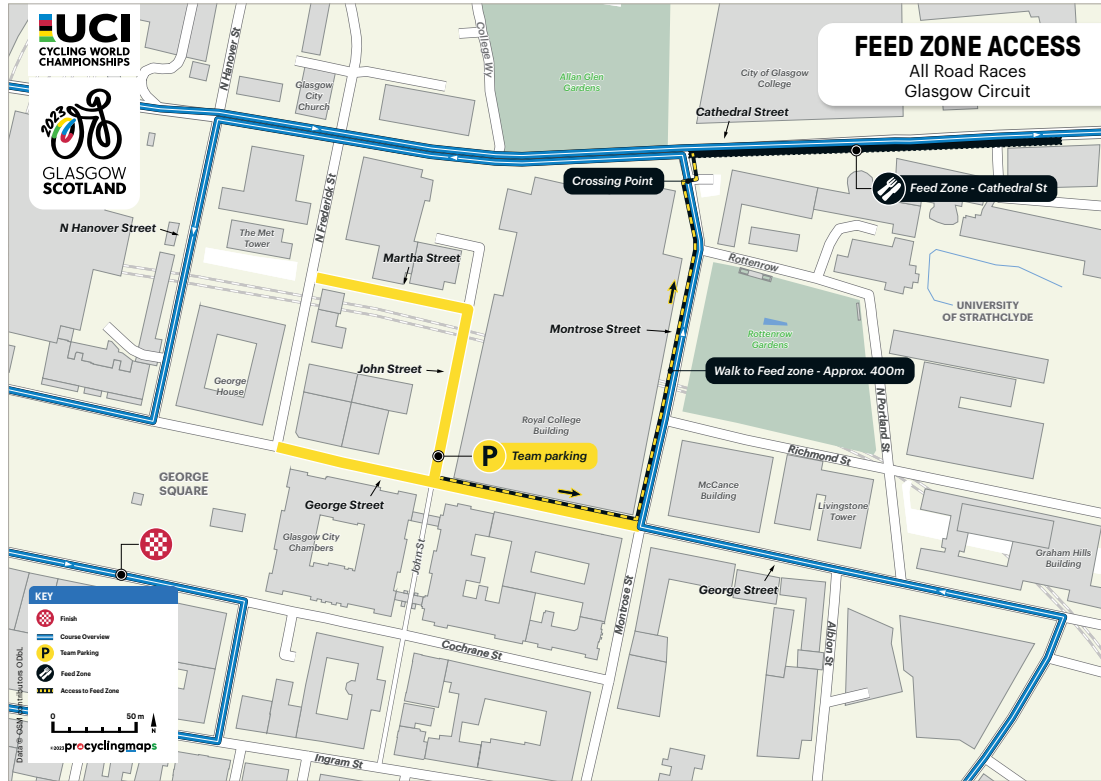 UCI
CYCLING WORLD
CHAMPIONSHIPS
2023
GLASGOW
SCOTLAND
FEED ZONE ACCESS
All Road Races
Glasgow Circuit
N Hanover St
College Wy
Glasgow
City
Church
Allan Glen
Gardens
City of Glasgow
College
Cathedral Street
Crossing Point
Feed Zone - Cathedral St
N Frederick St
N Hanover Street
The Met
Tower
Martha Street
Rottenrow
UNIVERSITY
OF STRATHCLYDE
Montrose Street
Rottenrow
Gardens
John Street
Walk to Feed zone - Approx. 400m
George
House
N Portland St
Royal College
Building
P
Team parking
Richmond St
GEORGE
SQUARE
McCance
Building
George Street
Livingstone
Tower
Glasgow City
Chambers
John St
Graham Hills
Building
George Street
Montrose St
Albion St
Cochrane St
Ingram St
KEY
Finish
Course Overview
P
Team Parking
Feed Zone
Access to Feed Zone
0
50 m
N
©2023 procyclingmaps
Data © OSM contributors ODbL